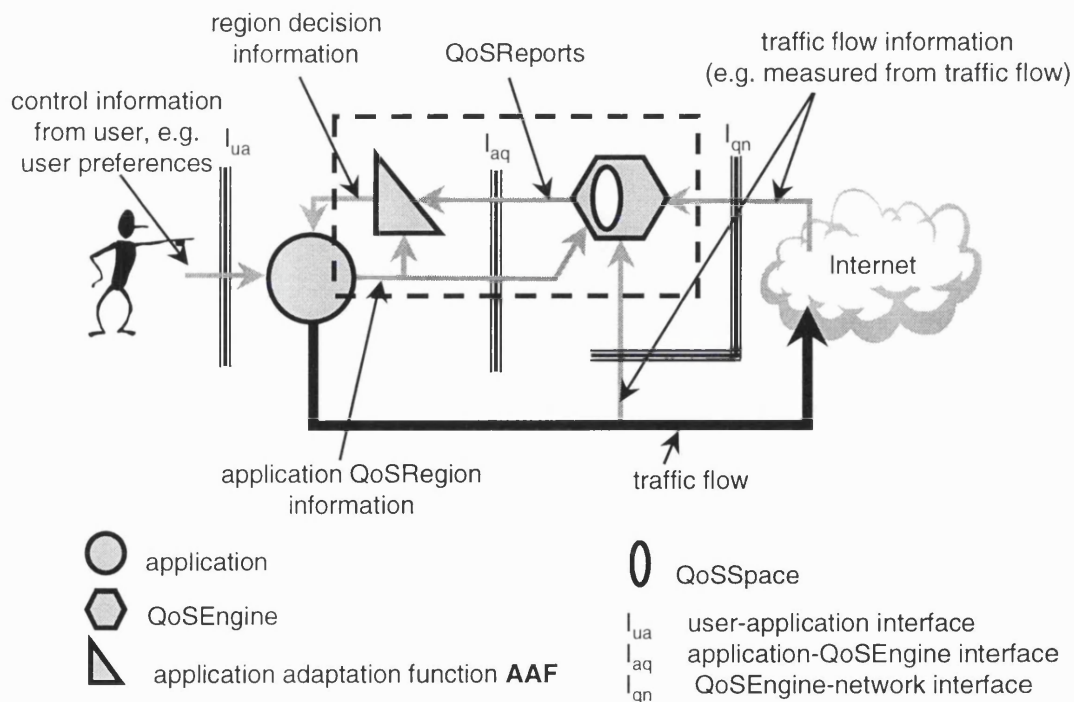 region decision
information
QoSReports
traffic flow information
(e.g. measured from traffic flow)
control information
from user, e.g.
user preferences
I_ua
I_aq
I_qn
Internet
application QoSRegion
information
traffic flow
application
QoSEngine
application adaptation function AAF
QoSSpace
I_ua user-application interface
I_aq application-QoSEngine interface
I_qn QoSEngine-network interface